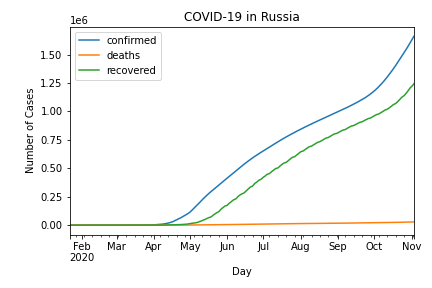 COVID-19 in Russia
1e6
confirmed
deaths
recovered
1.50
1.25
1.00
0.75
0.50
0.25
0.00
Number of Cases
Feb Mar Apr May Jun Jul Aug Sep Oct Nov
2020
Day